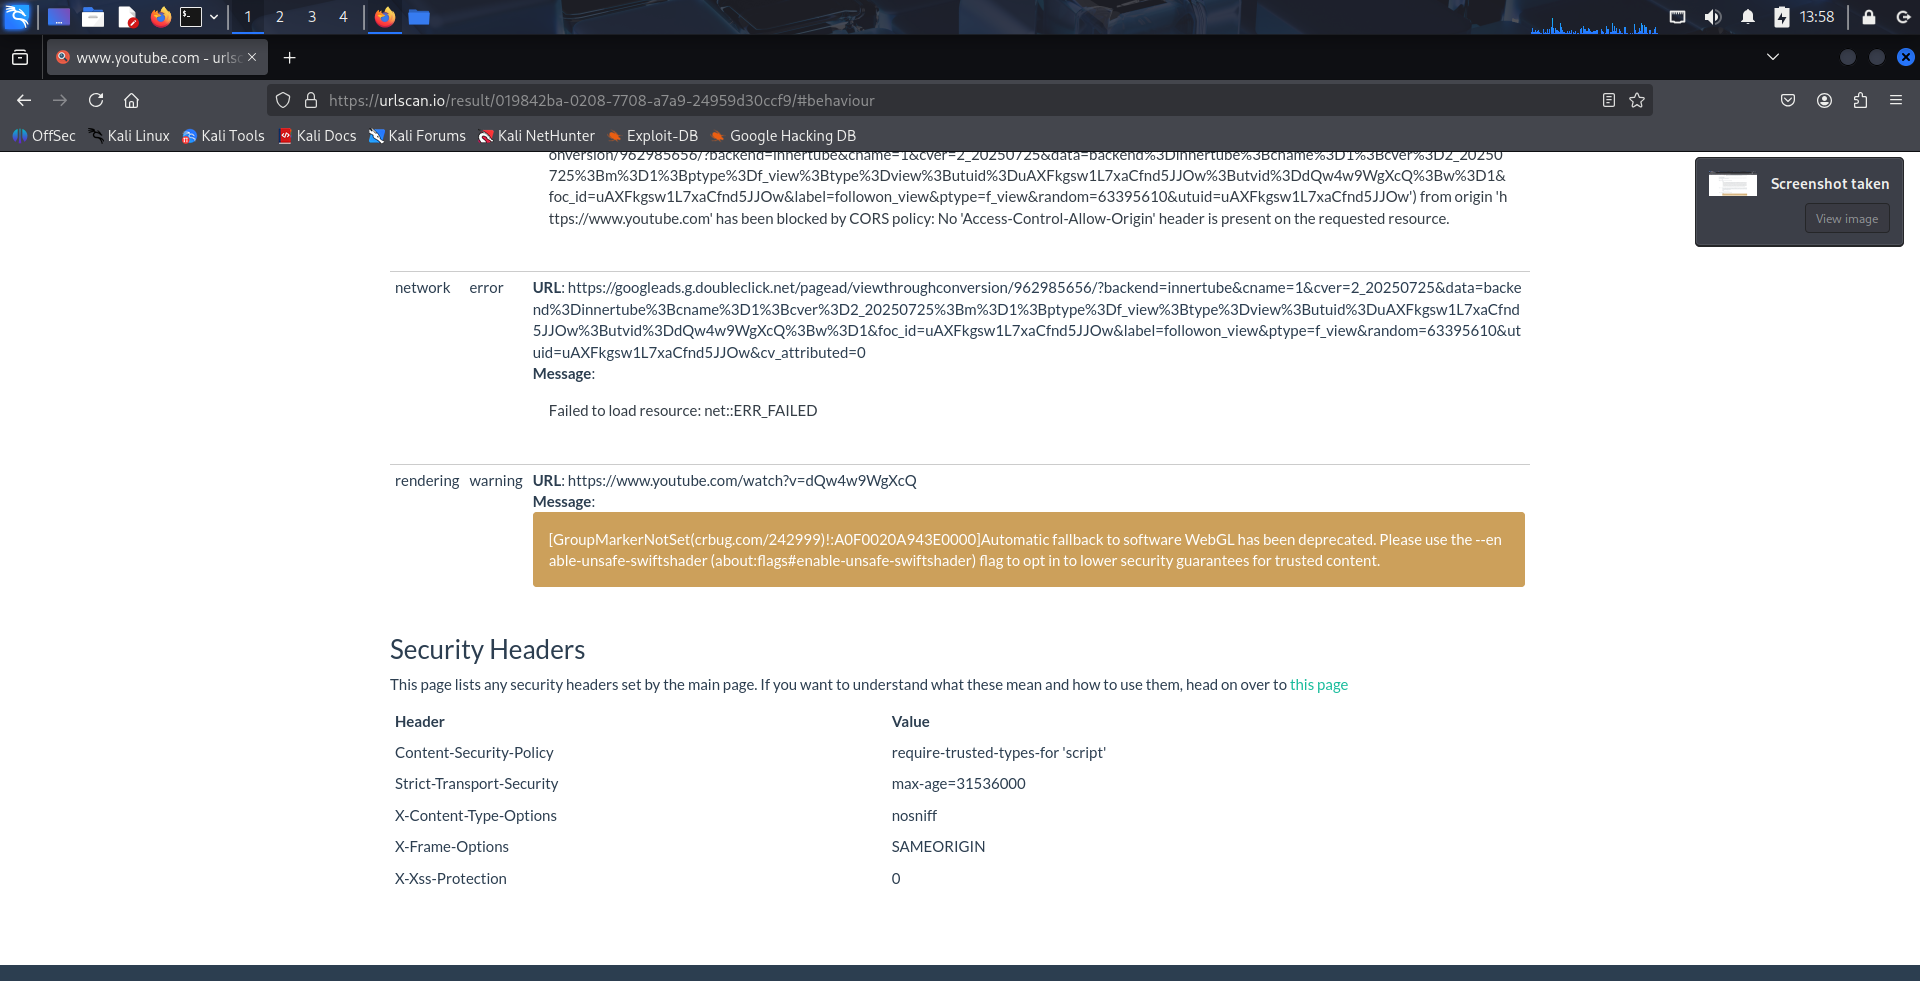 1 2 3 4
13:58
www.youtube.com - urlsc
https://urlscan.io/result/019842ba-0208-7708-a7a9-24959d30ccf9/#behaviour
OffSec Kali Linux Kali Tools Kali Docs Kali Forums Kali NetHunter Exploit-DB Google Hacking DB
onversion/962985656/?backend=innertube&cname=1&cver=2_20250725&data=backend%3Dinnertube%3Bcname%3D1%3Bcver%3D2_20250
725%3Bm%3D1%3Bptype%3Df_view%3Btype%3Dview%3Butuid%3DuAXFkgsw1L7xaCfnd5JJOw%3Butvid%3DdQw4w9WgXcQ%3Bw%3D1&
foc_id=uAXFkgsw1L7xaCfnd5JJOw&label=followon_view&ptype=f_view&random=63395610&utuid=uAXFkgsw1L7xaCfnd5JJOw') from origin 'h
ttps://www.youtube.com' has been blocked by CORS policy: No 'Access-Control-Allow-Origin' header is present on the requested resource.
Screenshot taken
View image
network error URL: https://googleads.g.doubleclick.net/pagead/viewthroughconversion/962985656/?backend=innertube&cname=1&cver=2_20250725&data=backe
nd%3Dinnertube%3Bcname%3D1%3Bcver%3D2_20250725%3Bm%3D1%3Bptype%3Df_view%3Btype%3Dview%3Butuid%3DuAXFkgsw1L7xaCfnd
5JJOw%3Butvid%3DdQw4w9WgXcQ%3Bw%3D1&foc_id=uAXFkgsw1L7xaCfnd5JJOw&label=followon_view&ptype=f_view&random=63395610&ut
uid=uAXFkgsw1L7xaCfnd5JJOw&cv_attributed=0
Message:
Failed to load resource: net::ERR_FAILED
rendering warning URL: https://www.youtube.com/watch?v=dQw4w9WgXcQ
Message:
[GroupMarkerNotSet(crbug.com/242999)!:A0F0020A943E0000]Automatic fallback to software WebGL has been deprecated. Please use the --en
able-unsafe-swiftshader (about:flags#enable-unsafe-swiftshader) flag to opt in to lower security guarantees for trusted content.
Security Headers
This page lists any security headers set by the main page. If you want to understand what these mean and how to use them, head on over to this page
Header Value
Content-Security-Policy require-trusted-types-for 'script'
Strict-Transport-Security max-age=31536000
X-Content-Type-Options nosniff
X-Frame-Options SAMEORIGIN
X-Xss-Protection 0